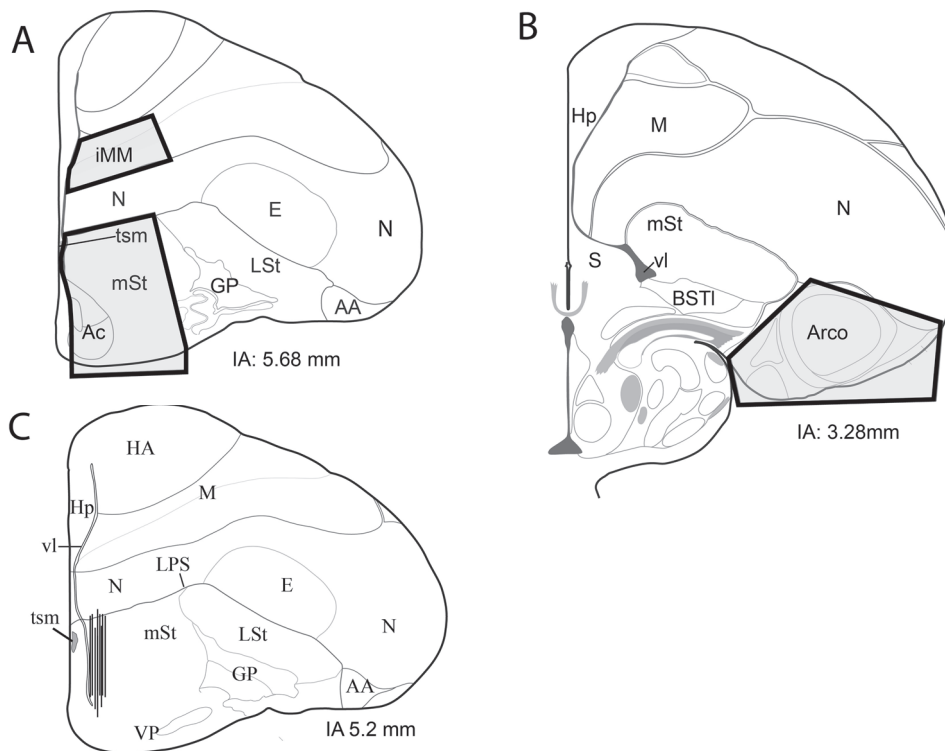 A
iMM
N
E
N
tsm
mSt
LSt
GP
Ac
AA
IA: 5.68 mm
B
Hp
M
N
mSt
S
vl
BSTl
Arco
IA: 3.28mm
C
HA
Hp
M
vl
N
LPS
E
tsm
mSt
LSt
N
GP
AA
VP
IA 5.2 mm